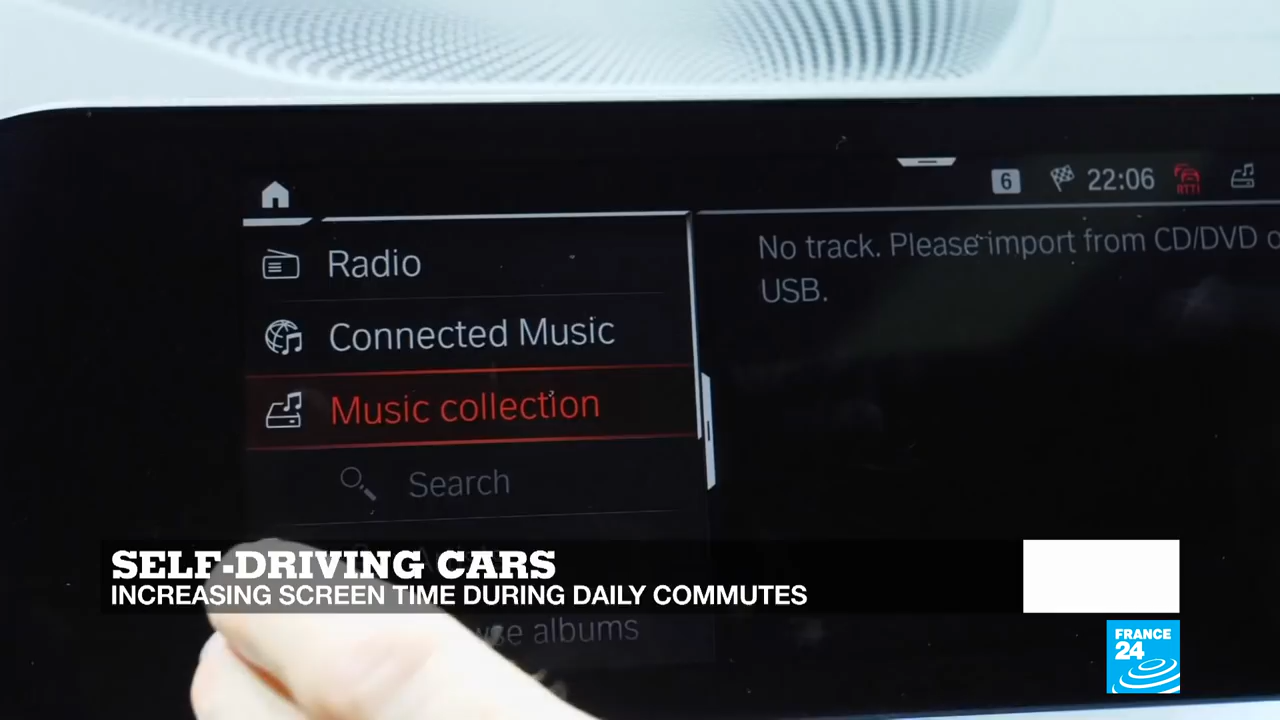 6 22:06 RTTI
Radio
Connected Music
Music collection
Search
albums
No track. Please import from CD/DVD
USB.
SELF-DRIVING CARS
INCREASING SCREEN TIME DURING DAILY COMMUTES
FRANCE
24